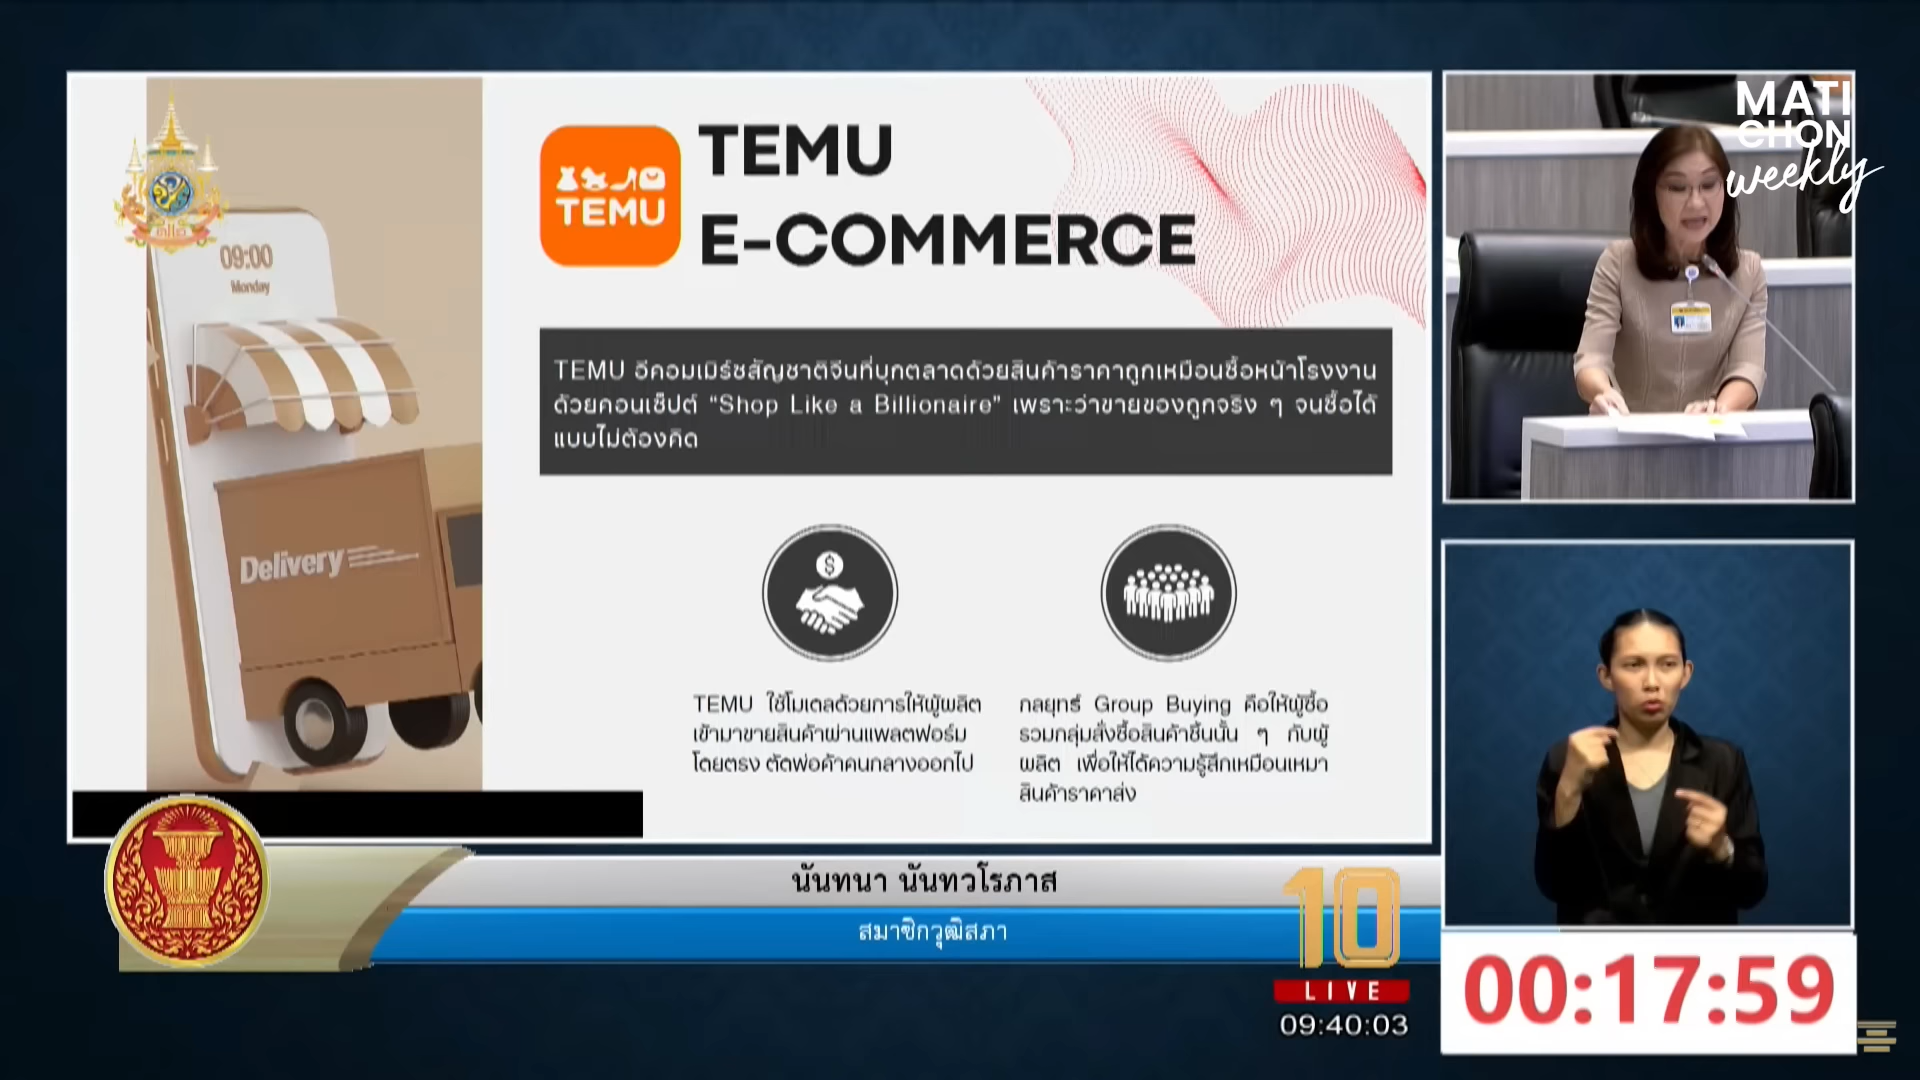 MATI
CHON
weekly
09:00
Monday
Delivery
TEMU
TEMU
E-COMMERCE
TEMU อีคอมเมิร์ซสัญชาติจีนที่บุกตลาดด้วยสินค้าราคาถูกเหมือนซื้อหน้าโรงงาน
ด้วยคอนเซ็ปต์ “Shop Like a Billionaire” เพราะว่าขายของถูกจริง ๆ จนซื้อได้
แบบไม่ต้องคิด
$
TEMU ใช้โมเดลด้วยการให้ผู้ผลิต
เข้ามาขายสินค้าผ่านแพลตฟอร์ม
โดยตรง ตัดพ่อค้าคนกลางออกไป
กลยุทธ์ Group Buying คือให้ผู้ซื้อ
รวมกลุ่มสั่งซื้อสินค้าชิ้นนั้น ๆ กับผู้
ผลิต เพื่อให้ได้ความรู้สึกเหมือนเหมา
สินค้าราคาส่ง
นันทนา นันทวโรภาส
สมาชิกวุฒิสภา
10
LIVE
09:40:03
00:17:59